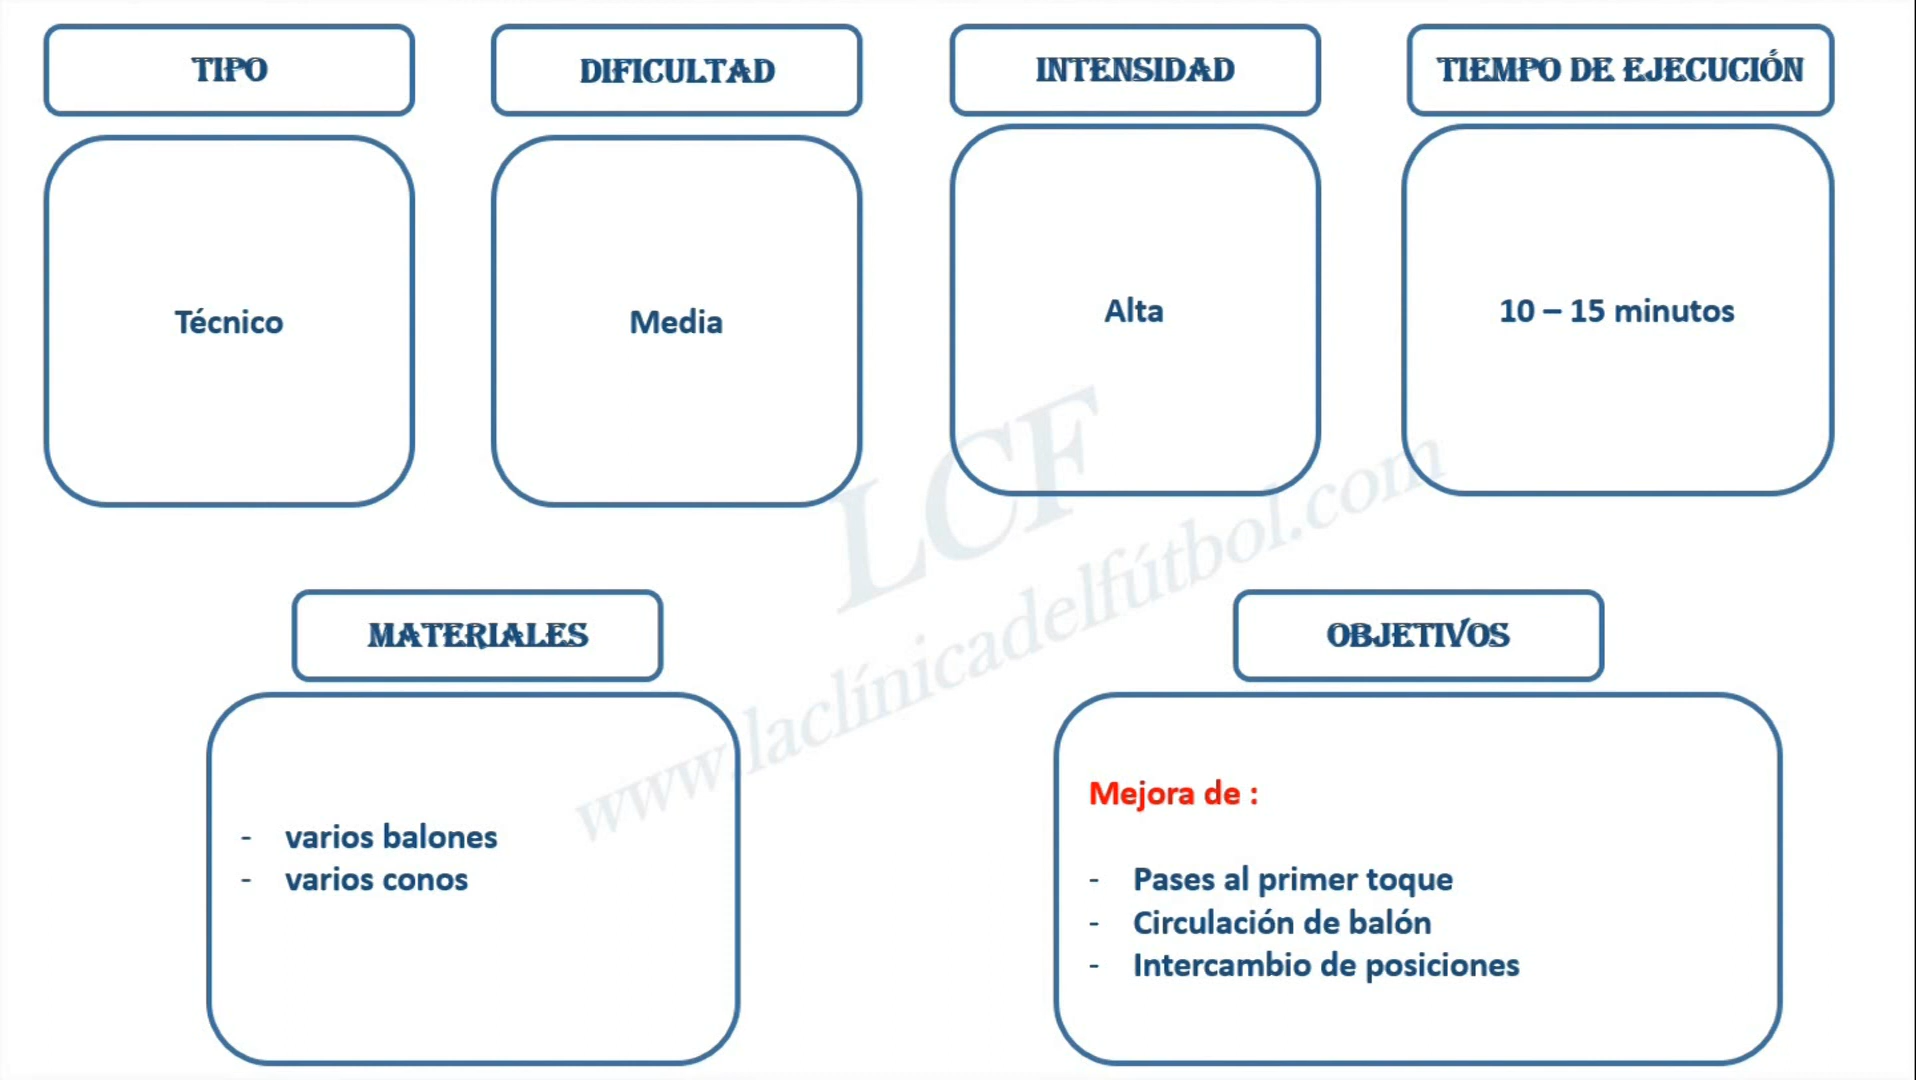 TIPO
DIFICULTAD
INTENSIDAD
TIEMPO DE EJECUCIÓN
Técnico
Media
Alta
10 – 15 minutos
LCF
www.laclínicadelfútbol.com
MATERIALES
OBJETIVOS
- varios balones
- varios conos
Mejora de :
- Pases al primer toque
- Circulación de balón
- Intercambio de posiciones